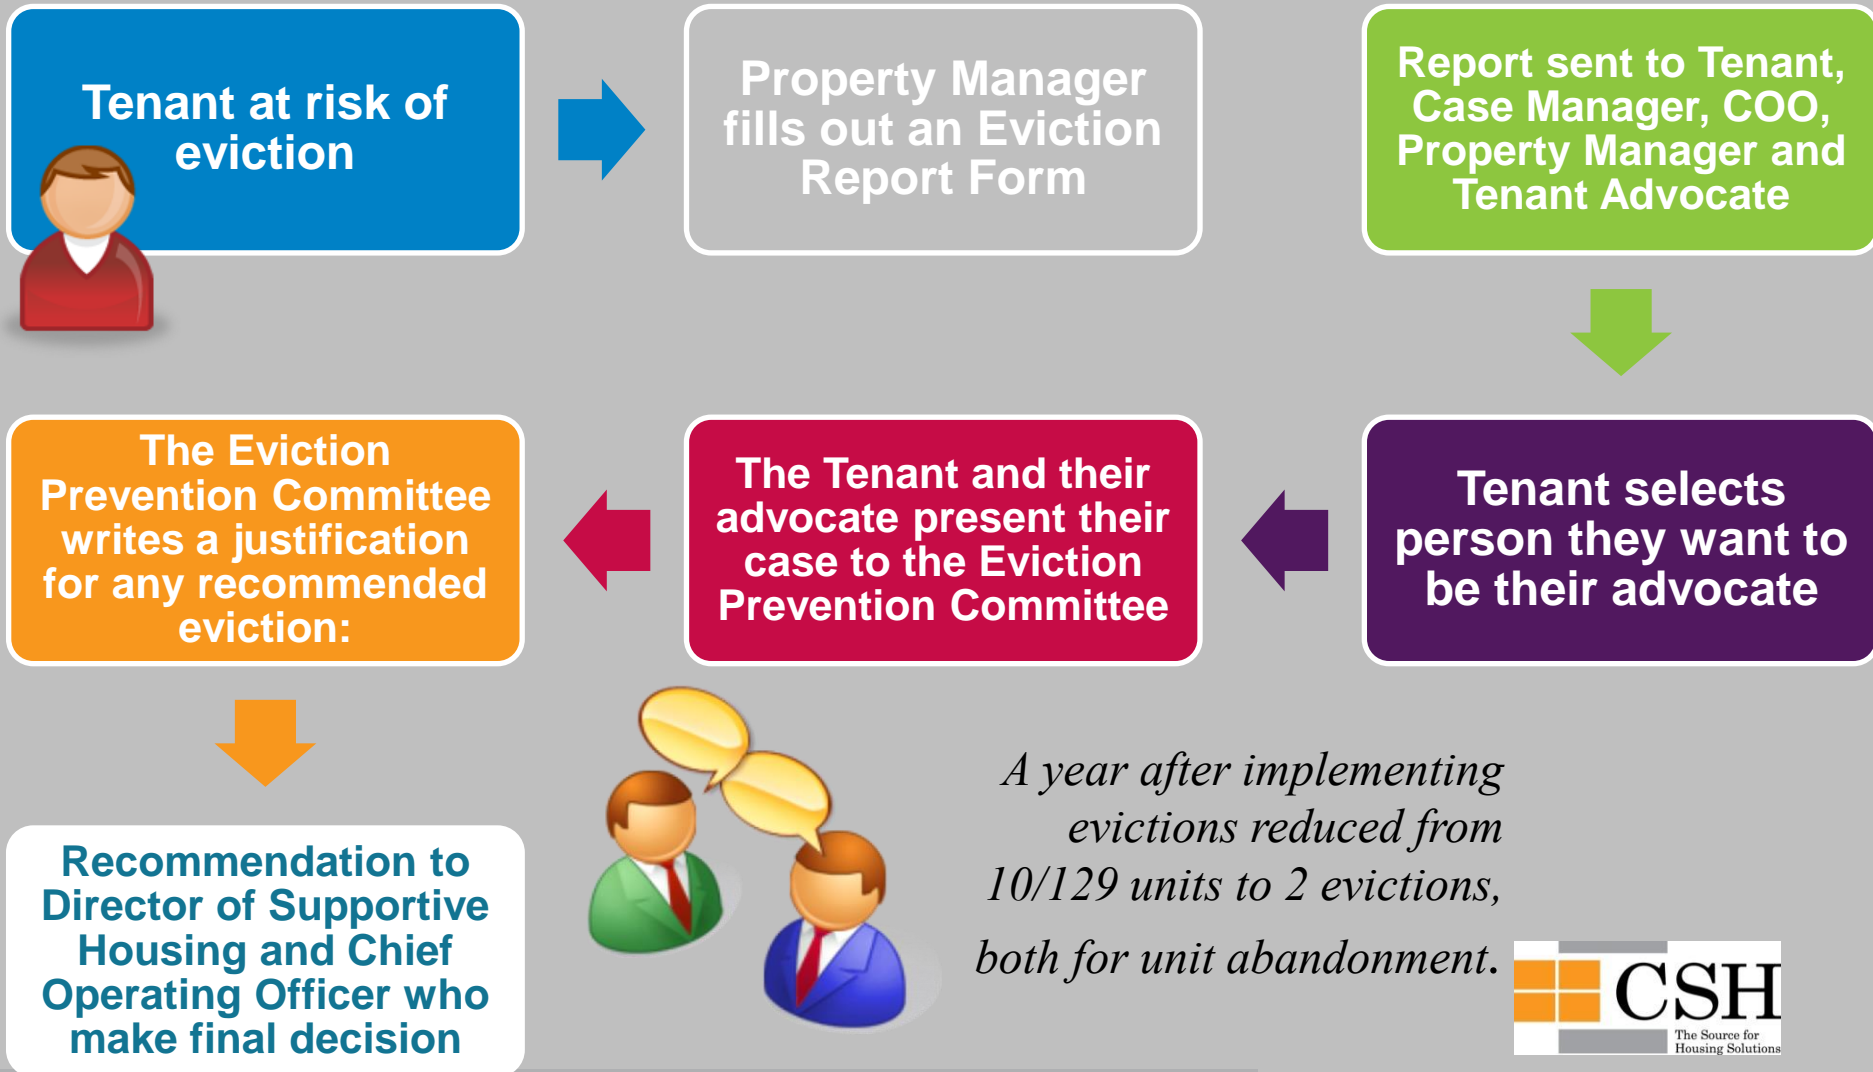 Tenant at risk of
eviction
Property Manager
fills out an Eviction
Report Form
Report sent to Tenant,
Case Manager, COO,
Property Manager and
Tenant Advocate
Tenant selects
person they want to
be their advocate
The Tenant and their
advocate present their
case to the Eviction
Prevention Committee
The Eviction
Prevention Committee
writes a justification
for any recommended
eviction:
Recommendation to
Director of Supportive
Housing and Chief
Operating Officer who
make final decision
A year after implementing
evictions reduced from
10/129 units to 2 evictions,
both for unit abandonment.
CSH
The Source for
Housing Solutions